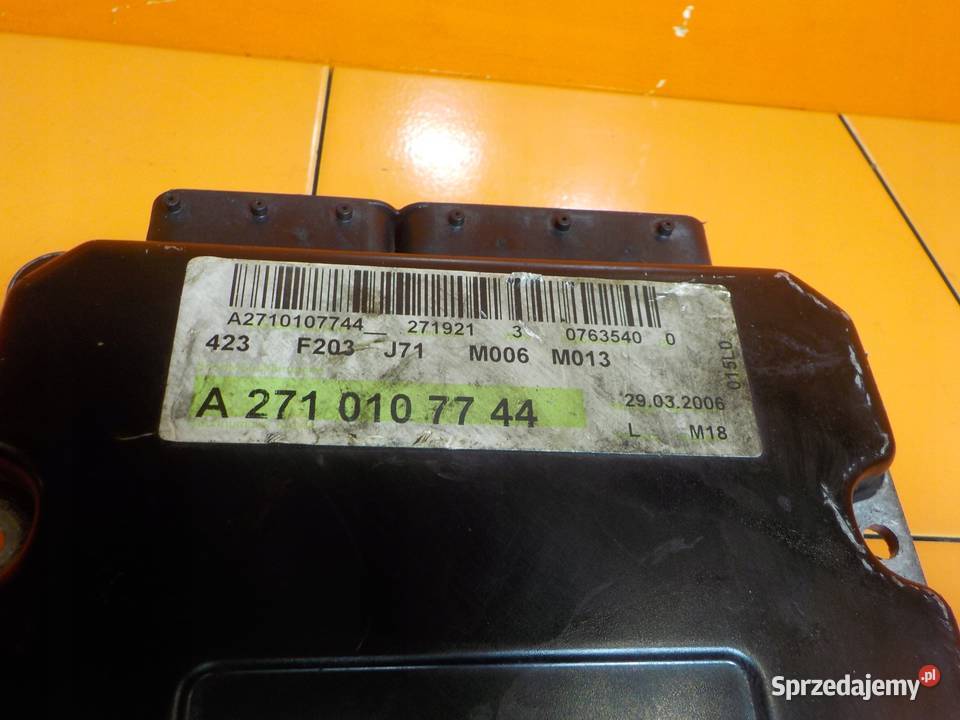 A2710107744__ 271921 3 0763540 0
423 F203 J71 M006 M013
A 271 010 77 44
29.03.2006
L M18
015LD
Sprzedajemy.pl